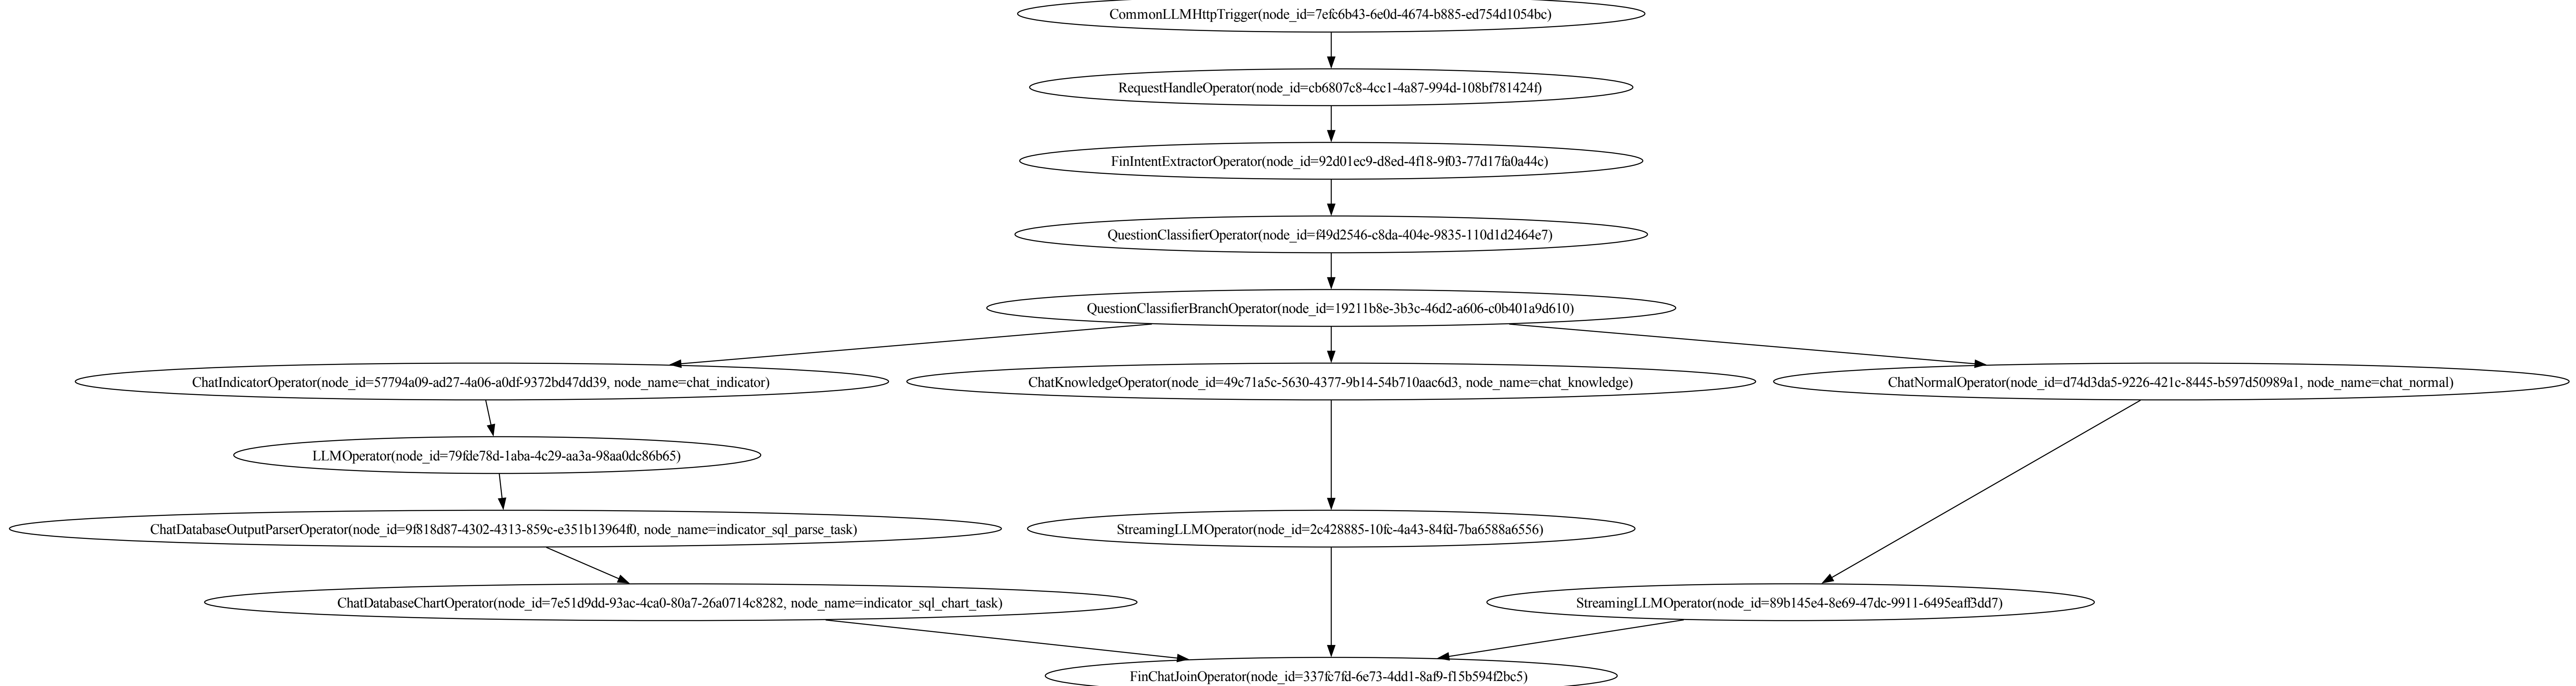 CommonLLMHttpTrigger(node_id=7efc6b43-6e0d-4674-b885-ed754d1054bc)
RequestHandleOperator(node_id=cb6807c8-4cc1-4a87-994d-108bf781424f)
FinIntentExtractorOperator(node_id=92d01ec9-d8ed-4f18-9f03-77d17fa0a44c)
QuestionClassifierOperator(node_id=f49d2546-c8da-404e-9835-110d1d2464e7)
QuestionClassifierBranchOperator(node_id=19211b8e-3b3c-46d2-a606-c0b401a9d610)
ChatIndicatorOperator(node_id=57794a09-ad27-4a06-a0df-9372bd47dd39, node_name=chat_indicator)
ChatKnowledgeOperator(node_id=49c71a5c-5630-4377-9b14-54b710aac6d3, node_name=chat_knowledge)
ChatNormalOperator(node_id=d74d3da5-9226-421c-8445-b597d50989a1, node_name=chat_normal)
LLMOperator(node_id=79fde78d-1aba-4c29-aa3a-98aa0dc86b65)
ChatDatabaseOutputParserOperator(node_id=9f818d87-4302-4313-859c-e351b13964f0, node_name=indicator_sql_parse_task)
StreamingLLMOperator(node_id=2c428885-10fc-4a43-84fd-7ba6588a6556)
ChatDatabaseChartOperator(node_id=7e51d9dd-93ac-4ca0-80a7-26a0714c8282, node_name=indicator_sql_chart_task)
StreamingLLMOperator(node_id=89b145e4-8e69-47dc-9911-6495eaff3dd7)
FinChatJoinOperator(node_id=337fc7fd-6e73-4dd1-8af9-f15b594f2bc5)